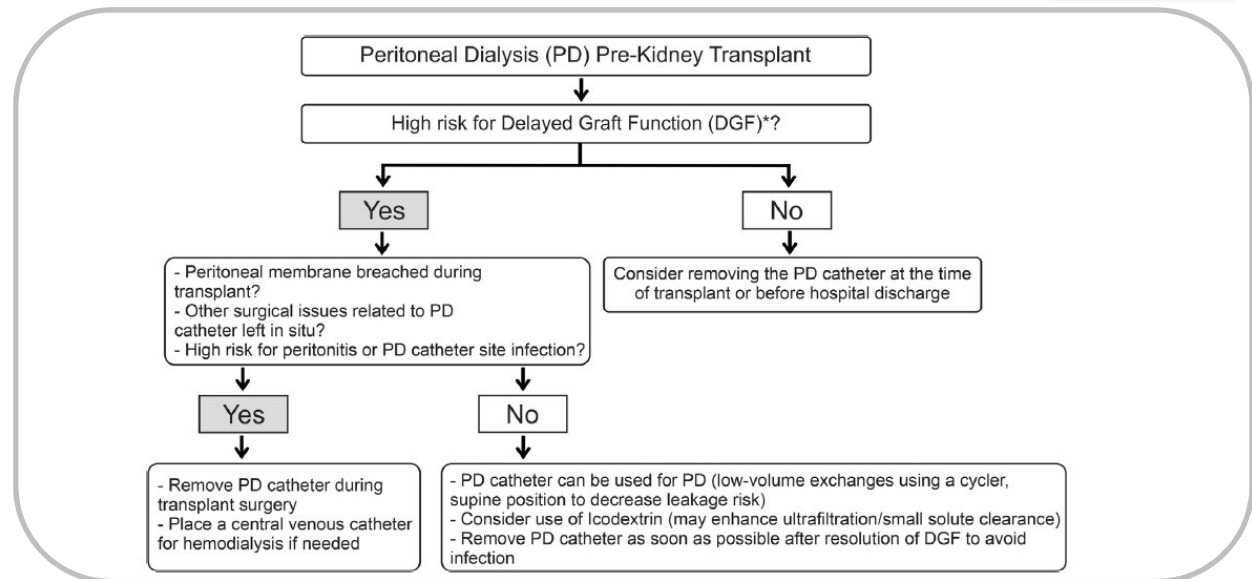 Peritoneal Dialysis (PD) Pre-Kidney Transplant
High risk for Delayed Graft Function (DGF)*?
Yes
No
- Peritoneal membrane breached during
transplant?
- Other surgical issues related to PD
catheter left in situ?
- High risk for peritonitis or PD catheter site infection?
Consider removing the PD catheter at the time
of transplant or before hospital discharge
Yes
No
- Remove PD catheter during
transplant surgery
- Place a central venous catheter
for hemodialysis if needed
- PD catheter can be used for PD (low-volume exchanges using a cycler,
supine position to decrease leakage risk)
- Consider use of Icodextrin (may enhance ultrafiltration/small solute clearance)
- Remove PD catheter as soon as possible after resolution of DGF to avoid
infection